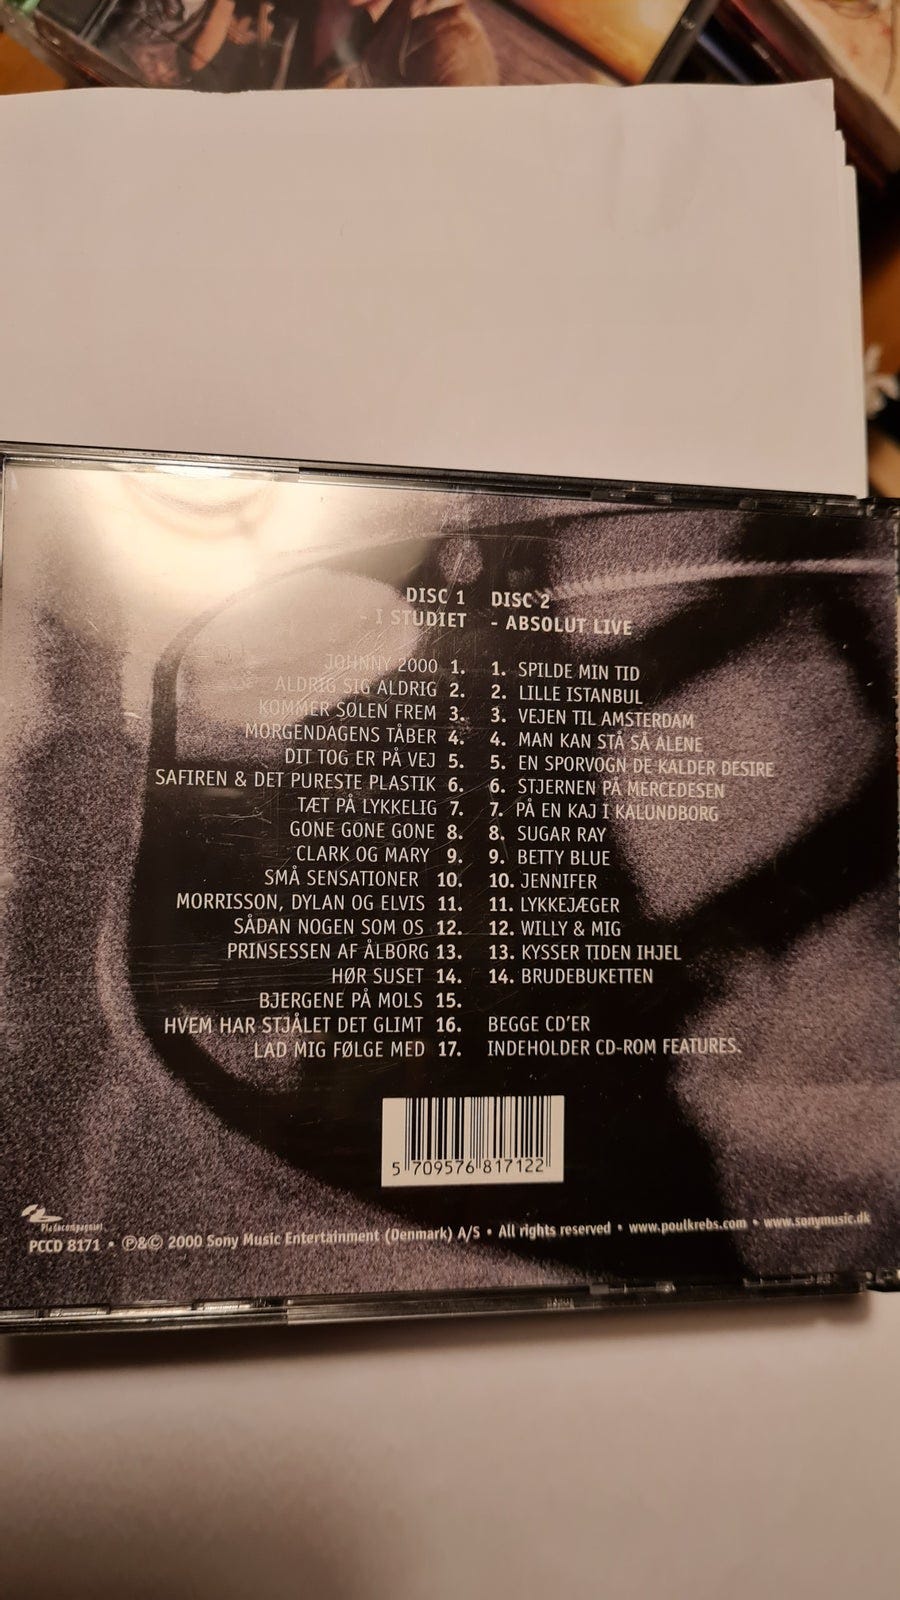 DISC 1
- I STUDIET
JOHNNY 2000 1.
ALDRIG SIG ALDRIG 2.
KOMMER SOLEN FREM 3.
MORGENDAGENS TÅBER 4.
DIT TOG ER PÅ VEJ 5.
SAFIREN & DET PURESTE PLASTIK 6.
TÆT PÅ LYKKELIG 7.
GONE GONE GONE 8.
CLARK OG MARY 9.
SMÅ SENSATIONER 10.
MORRISSON, DYLAN OG ELVIS 11.
SÅDAN NOGEN SOM OS 12.
PRINSESSEN AF ÅLBORG 13.
HØR SUSET 14.
BJERGENE PÅ MOLS 15.
HVEM HAR STJÅLET DET GLIMT 16.
LAD MIG FØLGE MED 17.
DISC 2
- ABSOLUT LIVE
1. SPILDE MIN TID
2. LILLE ISTANBUL
3. VEJEN TIL AMSTERDAM
4. MAN KAN STÅ SÅ ALENE
5. EN SPORVOGN DE KALDER DESIRE
6. STJERNEN PÅ MERCEDESEN
7. PÅ EN KAJ I KALUNDBORG
8. SUGAR RAY
9. BETTY BLUE
10. JENNIFER
11. LYKKEJÆGER
12. WILLY & MIG
13. KYSSER TIDEN IHJEL
14. BRUDEBUKETTEN
BEGGE CD'ER
INDEHOLDER CD-ROM FEATURES.
5 709576 817122
Pladecompagniet
PCCD 8171 • ℗&© 2000 Sony Music Entertainment (Denmark) A/S • All rights reserved • www.poulkrebs.com • www.sonymusic.dk